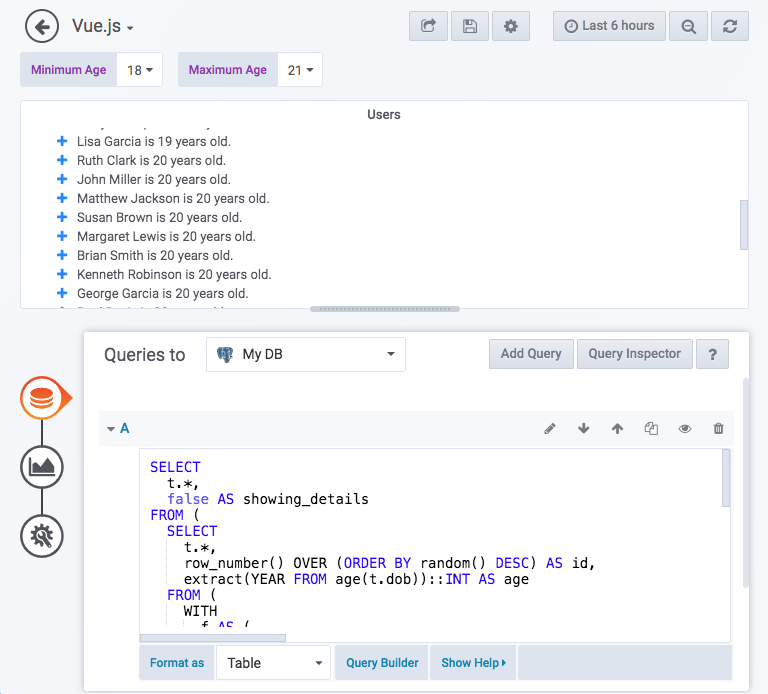 Vue.js
Last 6 hours
Minimum Age 18
Maximum Age 21
Users
Lisa Garcia is 19 years old.
Ruth Clark is 20 years old.
John Miller is 20 years old.
Matthew Jackson is 20 years old.
Susan Brown is 20 years old.
Margaret Lewis is 20 years old.
Brian Smith is 20 years old.
Kenneth Robinson is 20 years old.
George Garcia is 20 years old.
Queries to My DB Add Query Query Inspector ?
A
SELECT
t.*,
false AS showing_details
FROM (
SELECT
t.*,
row_number() OVER (ORDER BY random() DESC) AS id,
extract(YEAR FROM age(t.dob))::INT AS age
FROM (
WITH
f AS (
Format as Table Query Builder Show Help